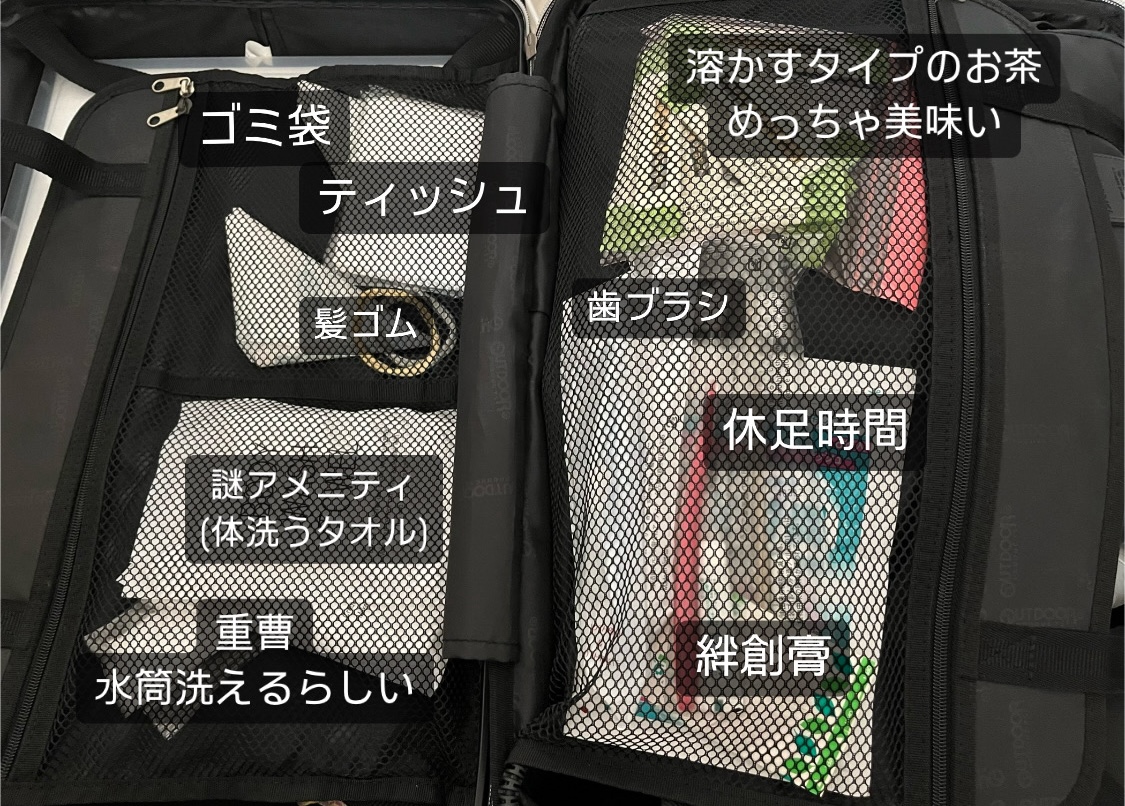 ゴミ袋
ティッシュ
髪ゴム
謎アメニティ
(体洗うタオル)
重曹
水筒洗えるらしい
溶かすタイプのお茶
めっちゃ美味い
歯ブラシ
休足時間
絆創膏